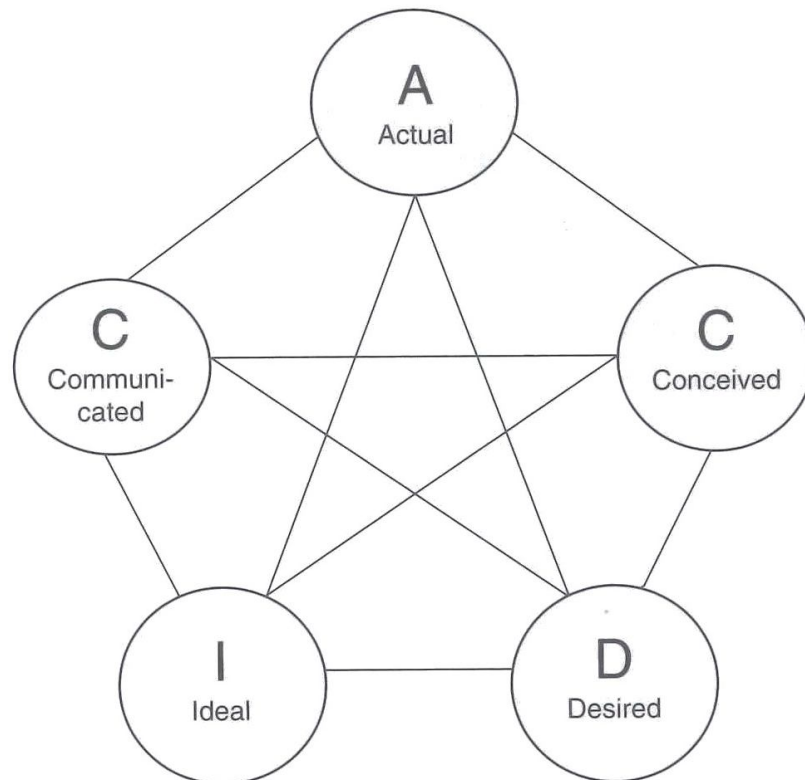 A
Actual
C
Communi-
cated
C
Conceived
I
Ideal
D
Desired